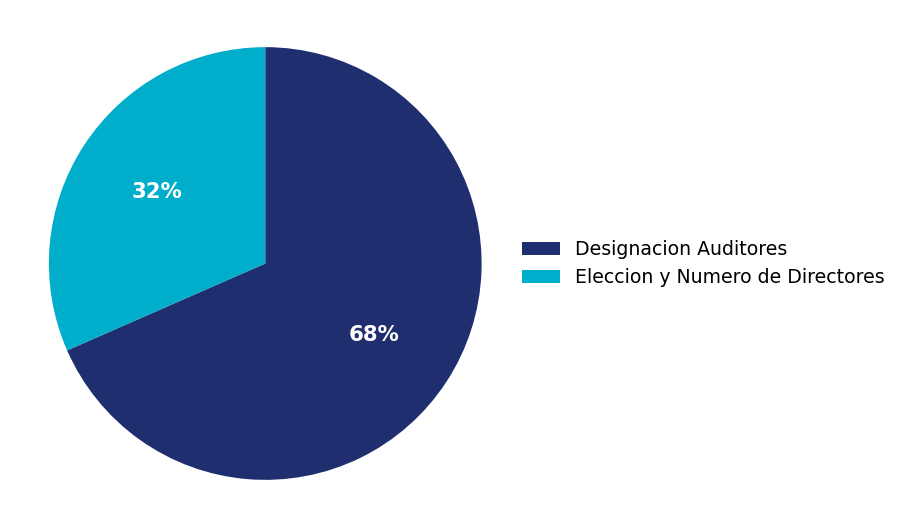 32%
68%
Designacion Auditores
Eleccion y Numero de Directores